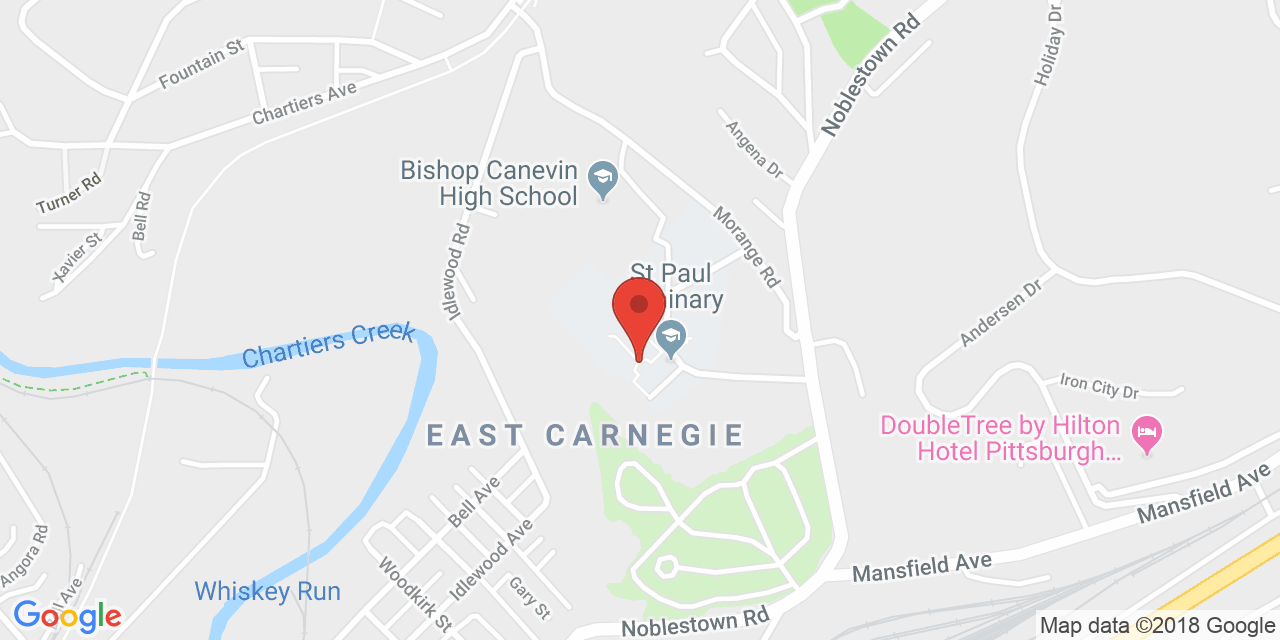 Noblestown Rd
Holiday Dr
Fountain St
Chartiers Ave
Angena Dr
Bishop Canevin
High School
Turner Rd
Bell Rd
Xavier St
Idlewood Rd
Morange Rd
St Paul
Andersen Dr
Chartiers Creek
Iron City Dr
DoubleTree by Hilton
Hotel Pittsburgh...
EAST CARNEGIE
Bell Ave
Mansfield Ave
Idlewood Ave
Angora Rd
Woodkirk St
Gary St
Mansfield Ave
Whiskey Run
Noblestown Rd
Google
Map data ©2018 Google